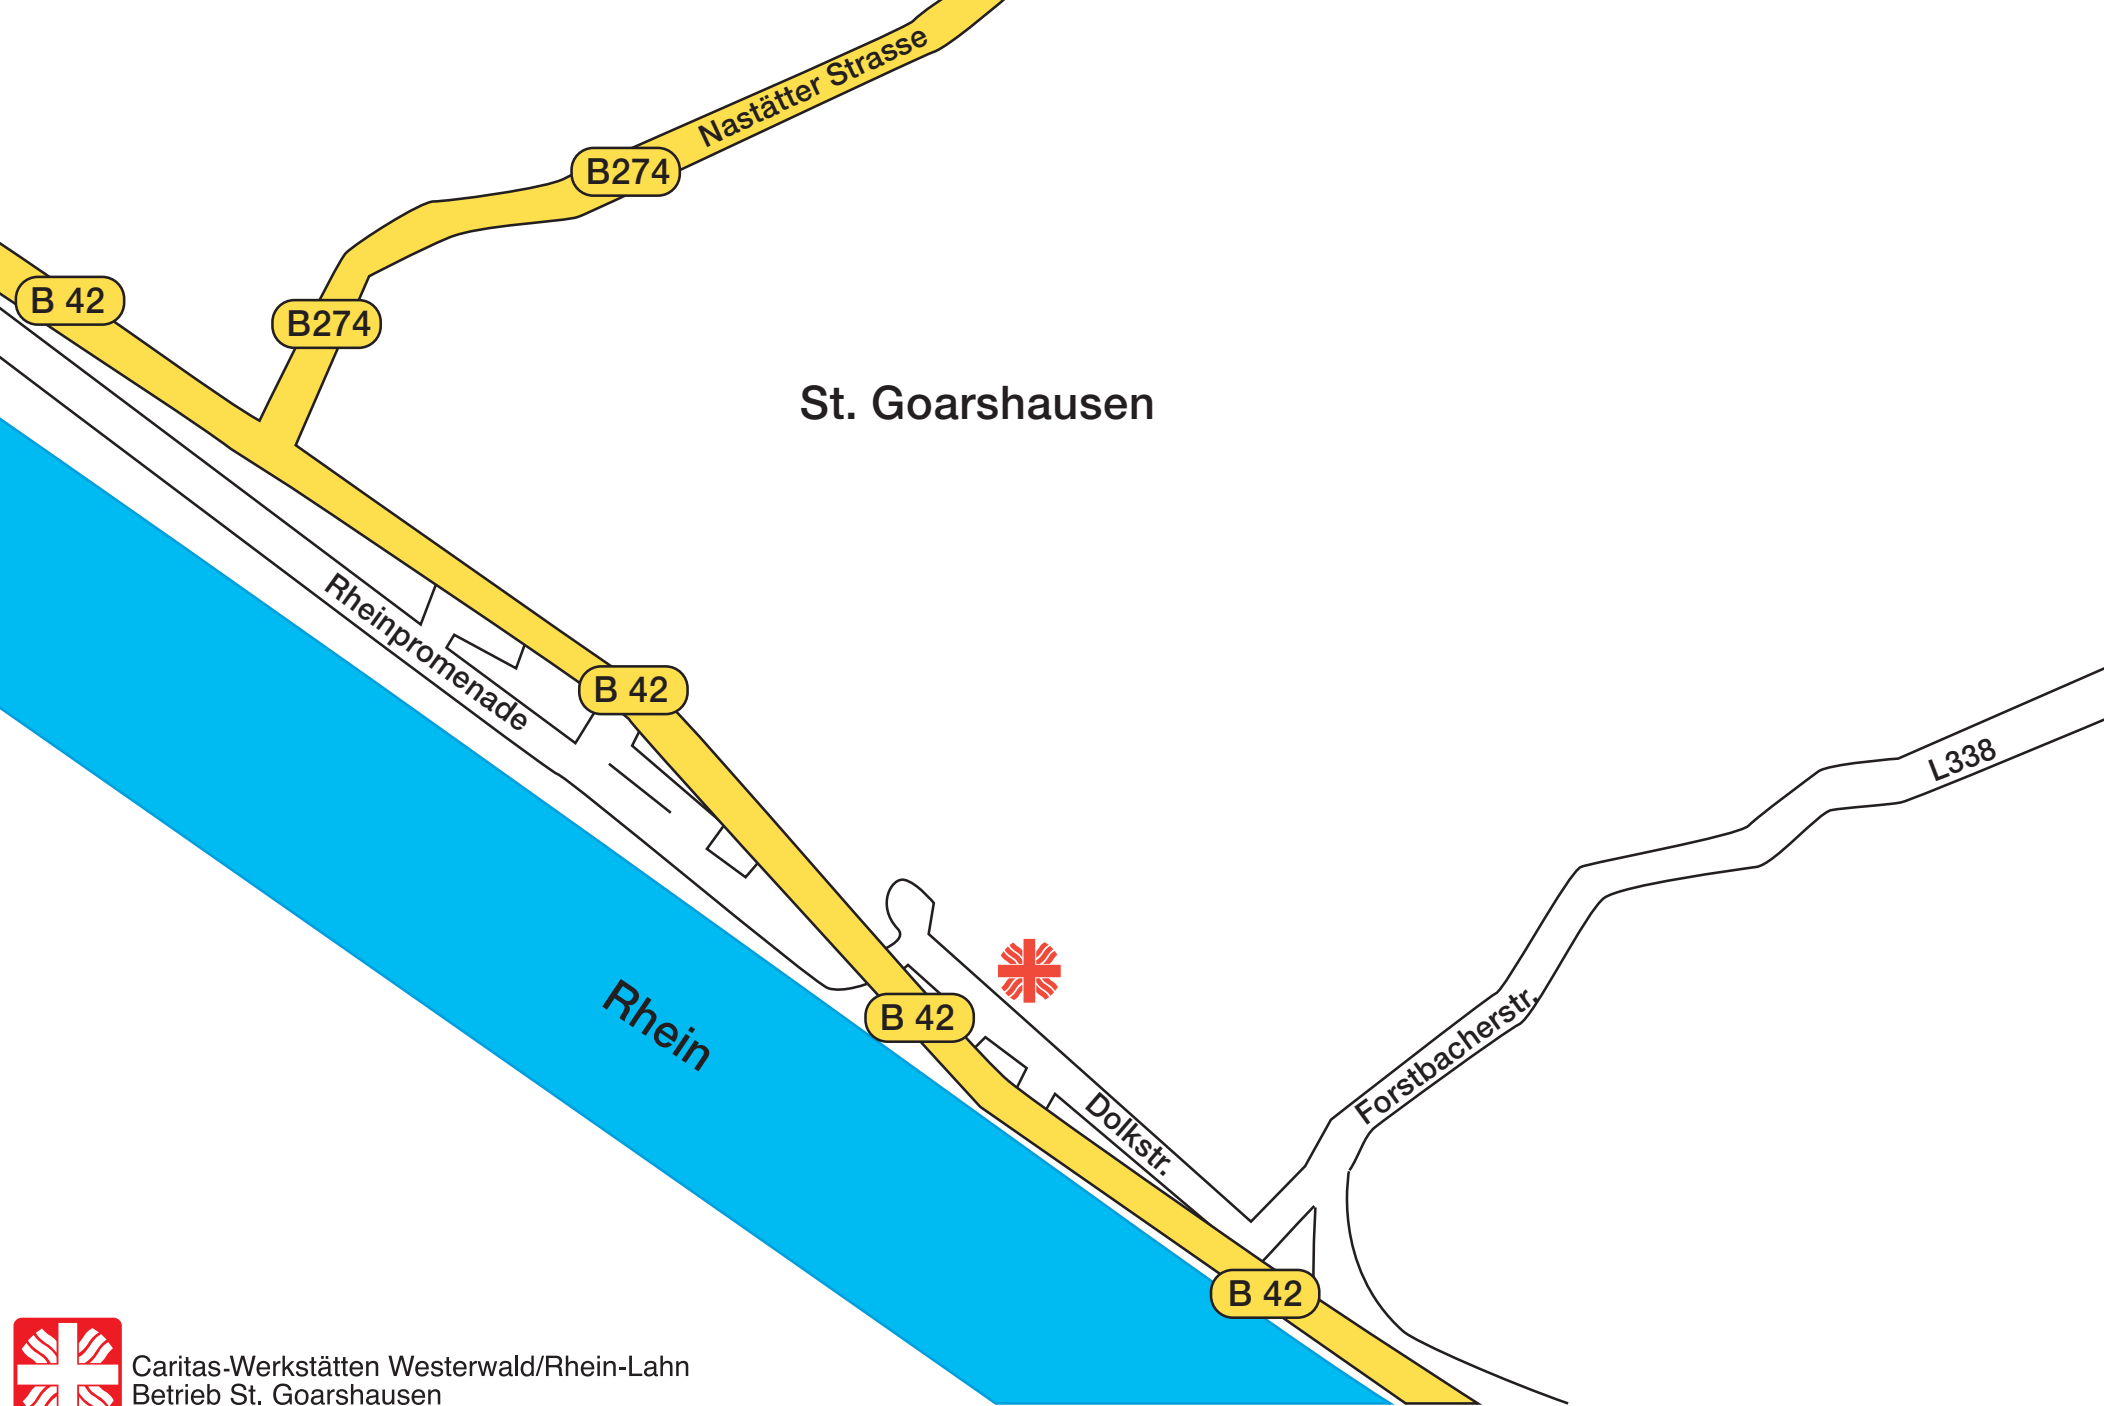 Nastätter Strasse
B274
B 42
B274
St. Goarshausen
Rheinpromenade
B 42
L338
Rhein
B 42
Forstbacherstr.
Dolkstr.
B 42
Caritas-Werkstätten Westerwald/Rhein-Lahn
Betrieb St. Goarshausen